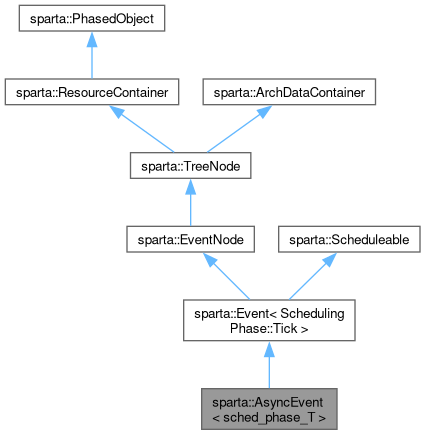 sparta::PhasedObject
sparta::ResourceContainer
sparta::ArchDataContainer
sparta::TreeNode
sparta::EventNode
sparta::Scheduleable
sparta::Event< Scheduling
Phase::Tick >
sparta::AsyncEvent
< sched_phase_T >